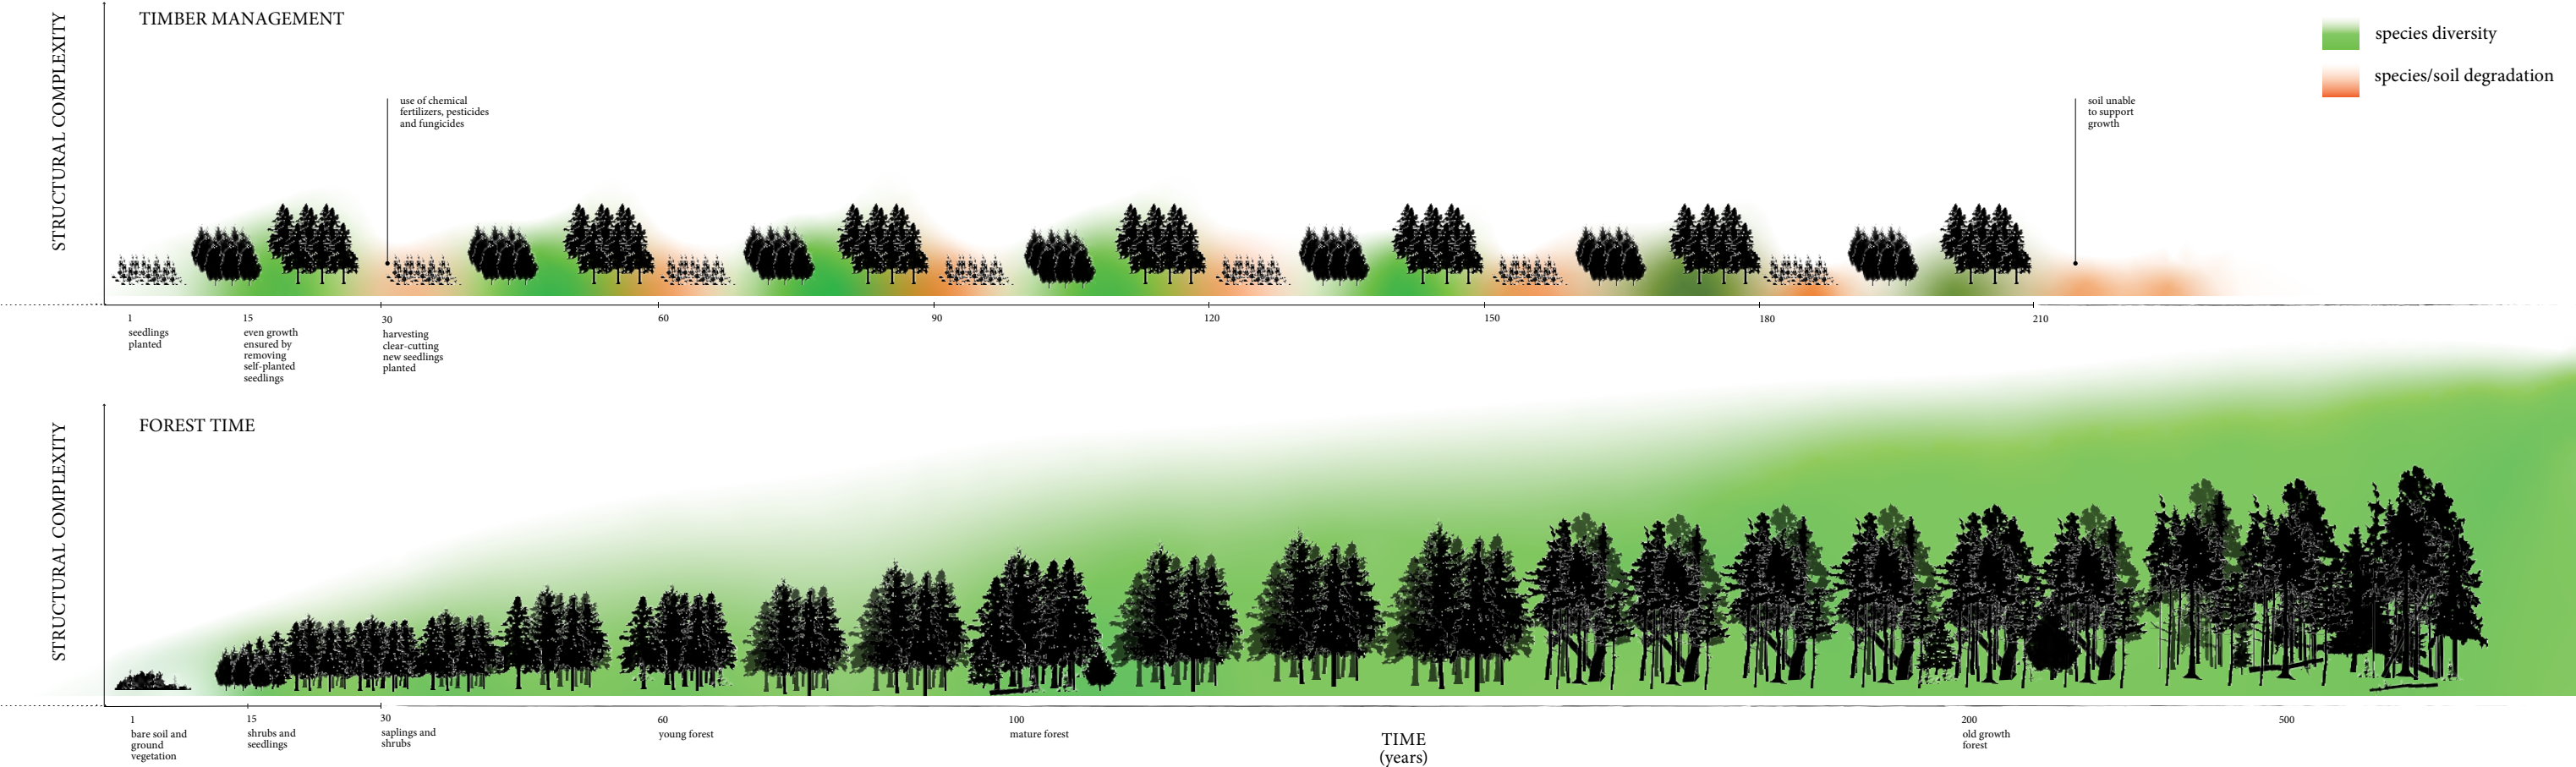 TIMBER MANAGEMENT
STRUCTURAL COMPLEXITY
species diversity
species/soil degradation
use of chemical
fertilizers, pesticides
and fungicides
soil unable
to support
growth
1
seedlings
planted
15
even growth
ensured by
removing
self-planted
seedlings
30
harvesting
clear-cutting
new seedlings
planted
60
90
120
150
180
210
FOREST TIME
STRUCTURAL COMPLEXITY
1
bare soil and
ground
vegetation
15
shrubs and
seedlings
30
saplings and
shrubs
60
young forest
100
mature forest
TIME
(years)
200
old growth
forest
500